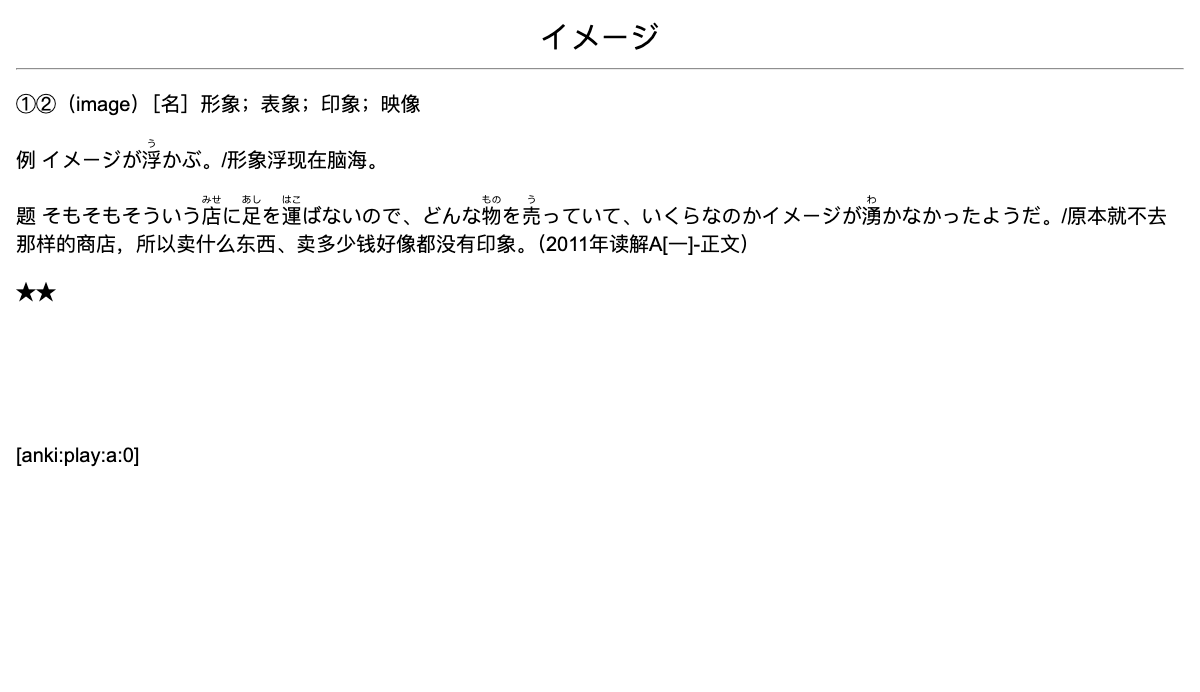 イメージ
①②（image）［名］形象；表象；印象；映像
う
例 イメージが浮かぶ。/形象浮现在脑海。
みせ あし はこ もの う わ
题 そもそもそういう店に足を運ばないので、どんな物を売っていて、いくらなのかイメージが湧かなかったようだ。/原本就不去
那样的商店，所以卖什么东西、卖多少钱好像都没有印象。（2011年读解A[一]-正文）
★★
[anki:play:a:0]